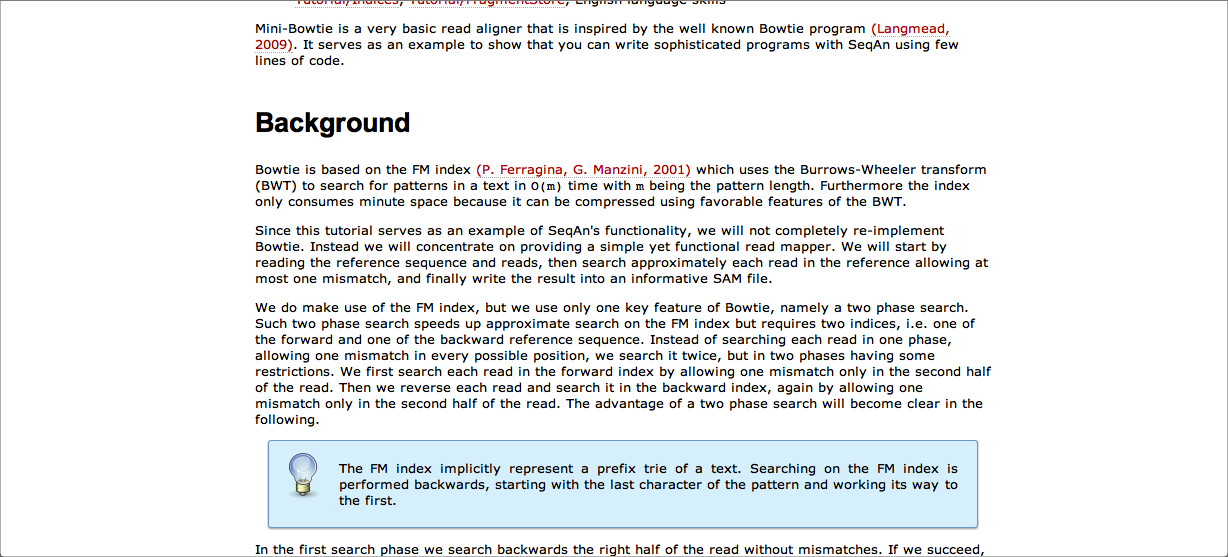 Tutorial/Indices, Tutorial/FragmentStore, English language skills
Mini-Bowtie is a very basic read aligner that is inspired by the well known Bowtie program (Langmead,
2009). It serves as an example to show that you can write sophisticated programs with SeqAn using few
lines of code.
Background
Bowtie is based on the FM index (P. Ferragina, G. Manzini, 2001) which uses the Burrows-Wheeler transform
(BWT) to search for patterns in a text in O(m) time with m being the pattern length. Furthermore the index
only consumes minute space because it can be compressed using favorable features of the BWT.
Since this tutorial serves as an example of SeqAn's functionality, we will not completely re-implement
Bowtie. Instead we will concentrate on providing a simple yet functional read mapper. We will start by
reading the reference sequence and reads, then search approximately each read in the reference allowing at
most one mismatch, and finally write the result into an informative SAM file.
We do make use of the FM index, but we use only one key feature of Bowtie, namely a two phase search.
Such two phase search speeds up approximate search on the FM index but requires two indices, i.e. one of
the forward and one of the backward reference sequence. Instead of searching each read in one phase,
allowing one mismatch in every possible position, we search it twice, but in two phases having some
restrictions. We first search each read in the forward index by allowing one mismatch only in the second half
of the read. Then we reverse each read and search it in the backward index, again by allowing one
mismatch only in the second half of the read. The advantage of a two phase search will become clear in the
following.
The FM index implicitly represent a prefix trie of a text. Searching on the FM index is
performed backwards, starting with the last character of the pattern and working its way to
the first.
In the first search phase we search backwards the right half of the read without mismatches. If we succeed,